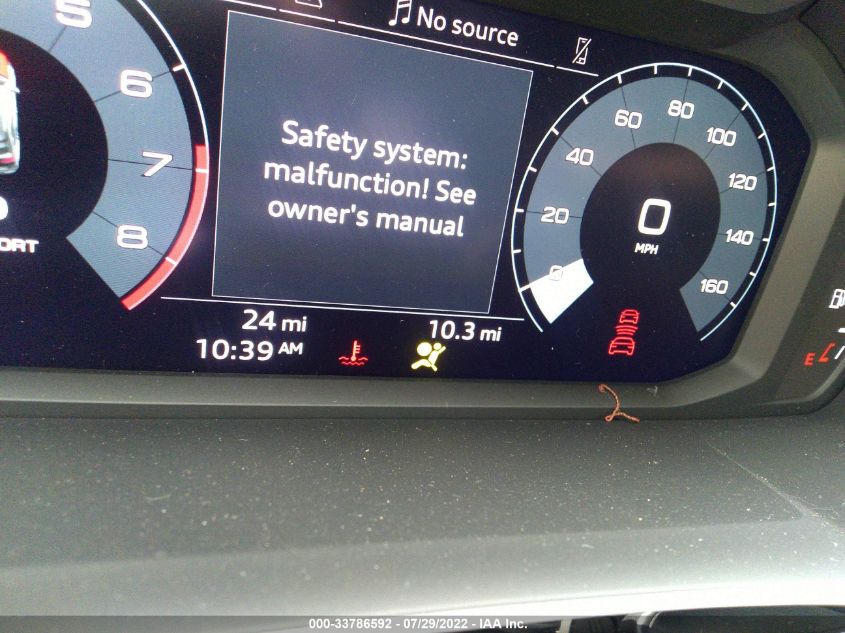 5
6
7
8
No source
Safety system:
malfunction! See
owner's manual
0
20
40
60
80
100
120
140
160
0
MPH
24 mi
10.3 mi
10:39 AM
E
000-33786592 - 07/29/2022 - IAA Inc.